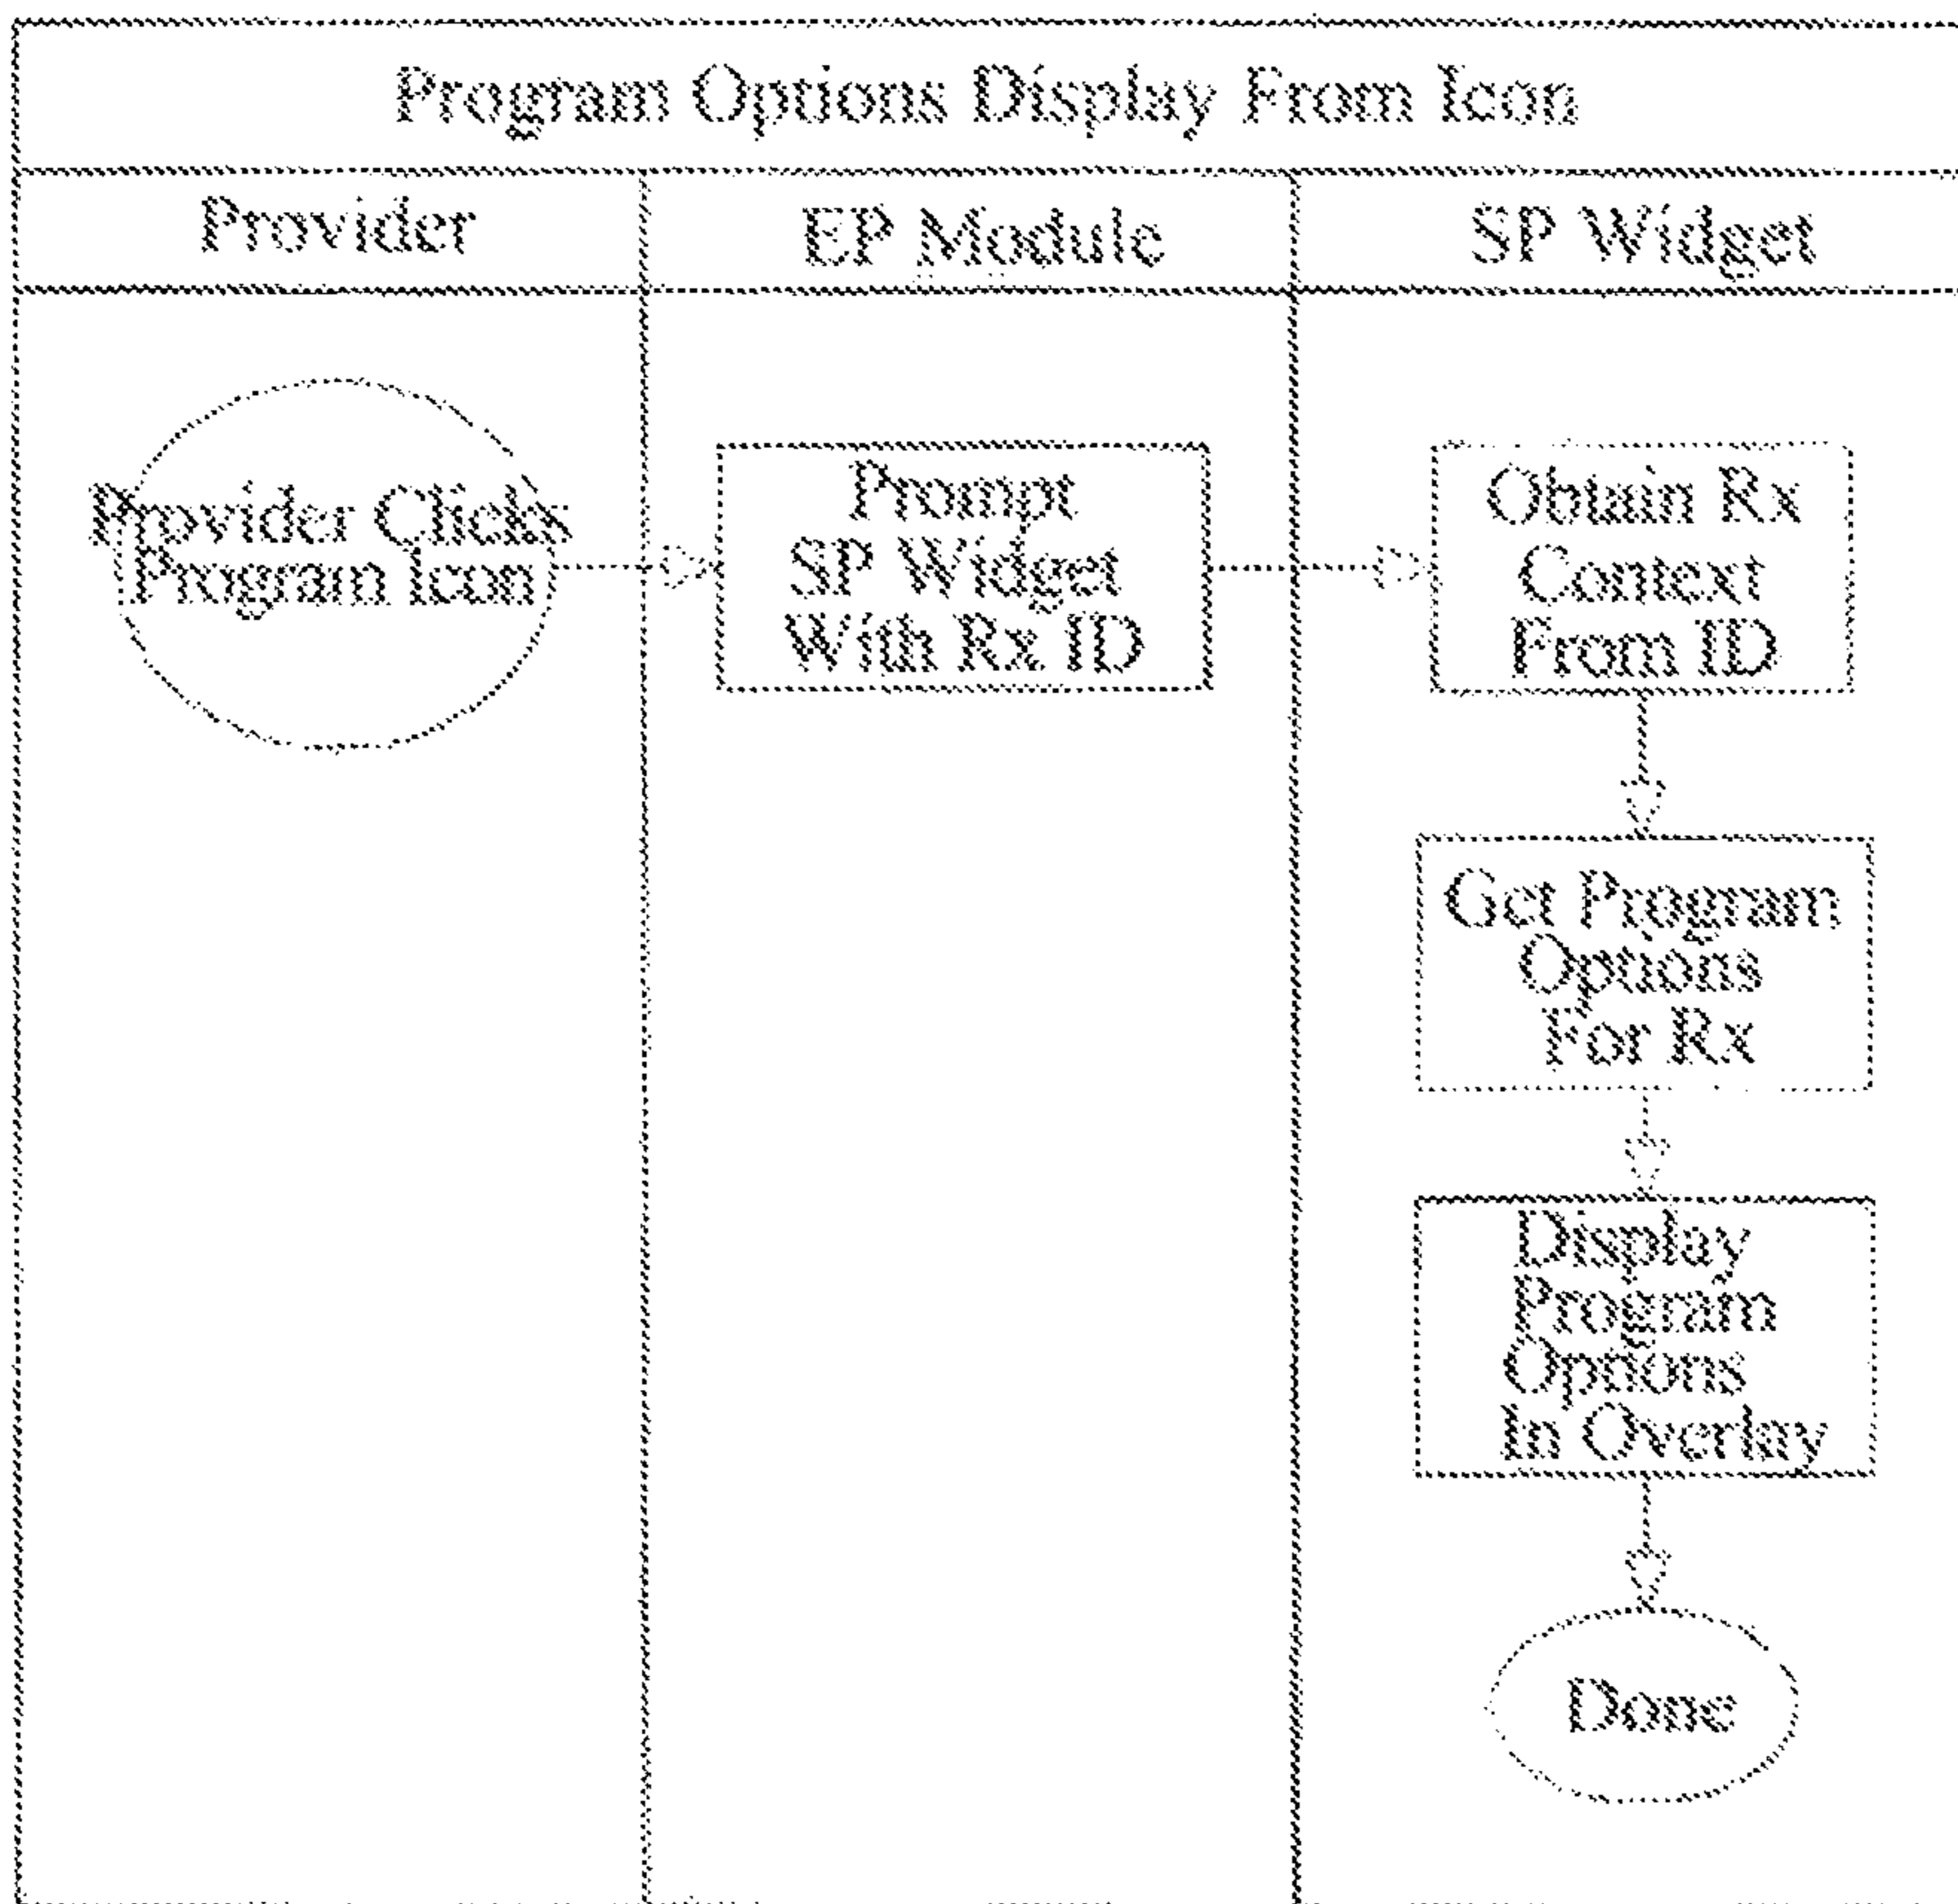 Program Options Display From Icon
Provider
EP Module
SP Widget
Provider Clicks
Program Icon
Prompt
SP Widget
With Rx ID
Obtain Rx
Context
From ID
Get Program
Options
For Rx
Display
Program
Options
In Overlay
Done